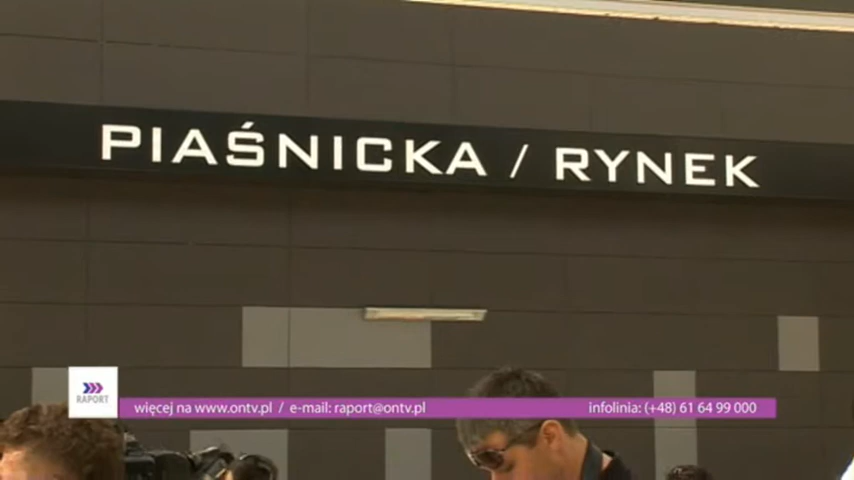 PIAŚNICKA / RYNEK
RAPORT
więcej na www.ontv.pl / e-mail: raport@ontv.pl
infolinia: (+48) 61 64 99 000